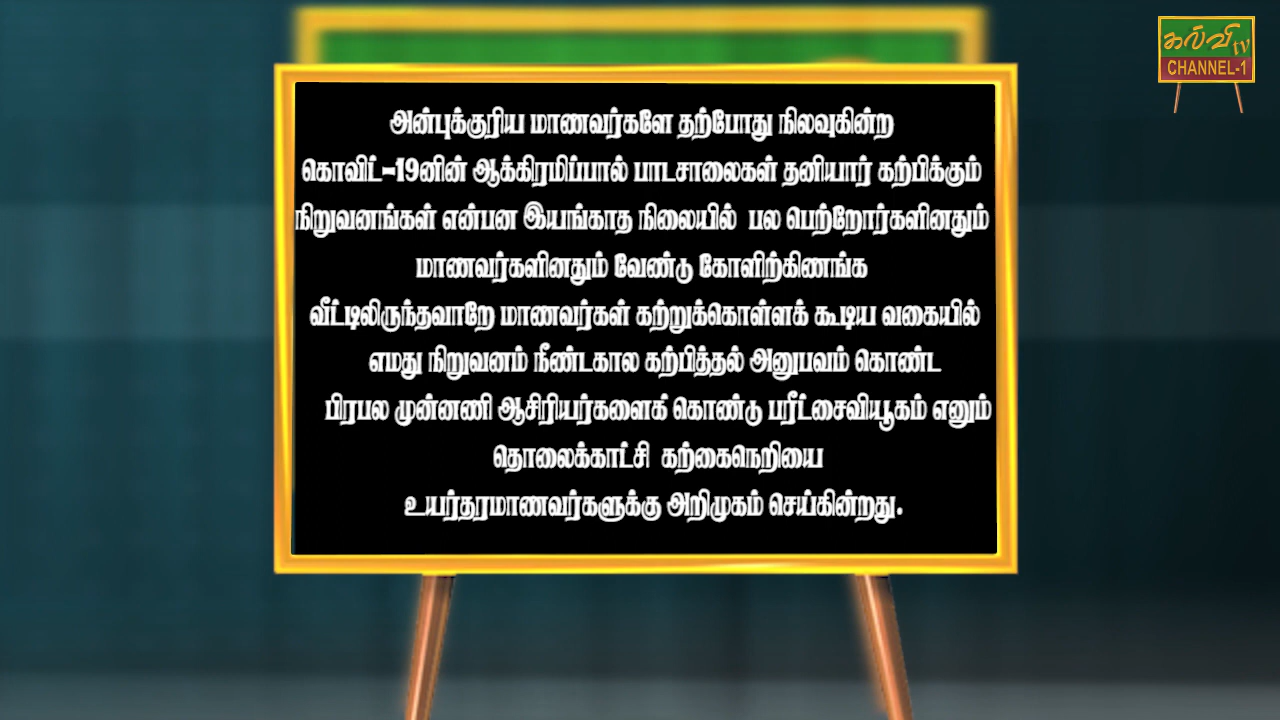 கல்வி tv
CHANNEL-1
அன்புக்குரிய மாணவர்களே தற்போது நிலவுகின்ற
கொவிட்-19னின் ஆக்கிரமிப்பால் பாடசாலைகள் தனியார் கற்பிக்கும்
நிறுவனங்கள் என்பன இயங்காத நிலையில் பல பெற்றோர்களினதும்
மாணவர்களினதும் வேண்டு கோளிற்கிணங்க
வீட்டிலிருந்தவாறே மாணவர்கள் கற்றுக்கொள்ளக் கூடிய வகையில்
எமது நிறுவனம் நீண்டகால கற்பித்தல் அனுபவம் கொண்ட
பிரபல முன்னணி ஆசிரியர்களைக் கொண்டு பரீட்சைவியூகம் எனும்
தொலைக்காட்சி கற்கைநெறியை
உயர்தரமாணவர்களுக்கு அறிமுகம் செய்கின்றது.